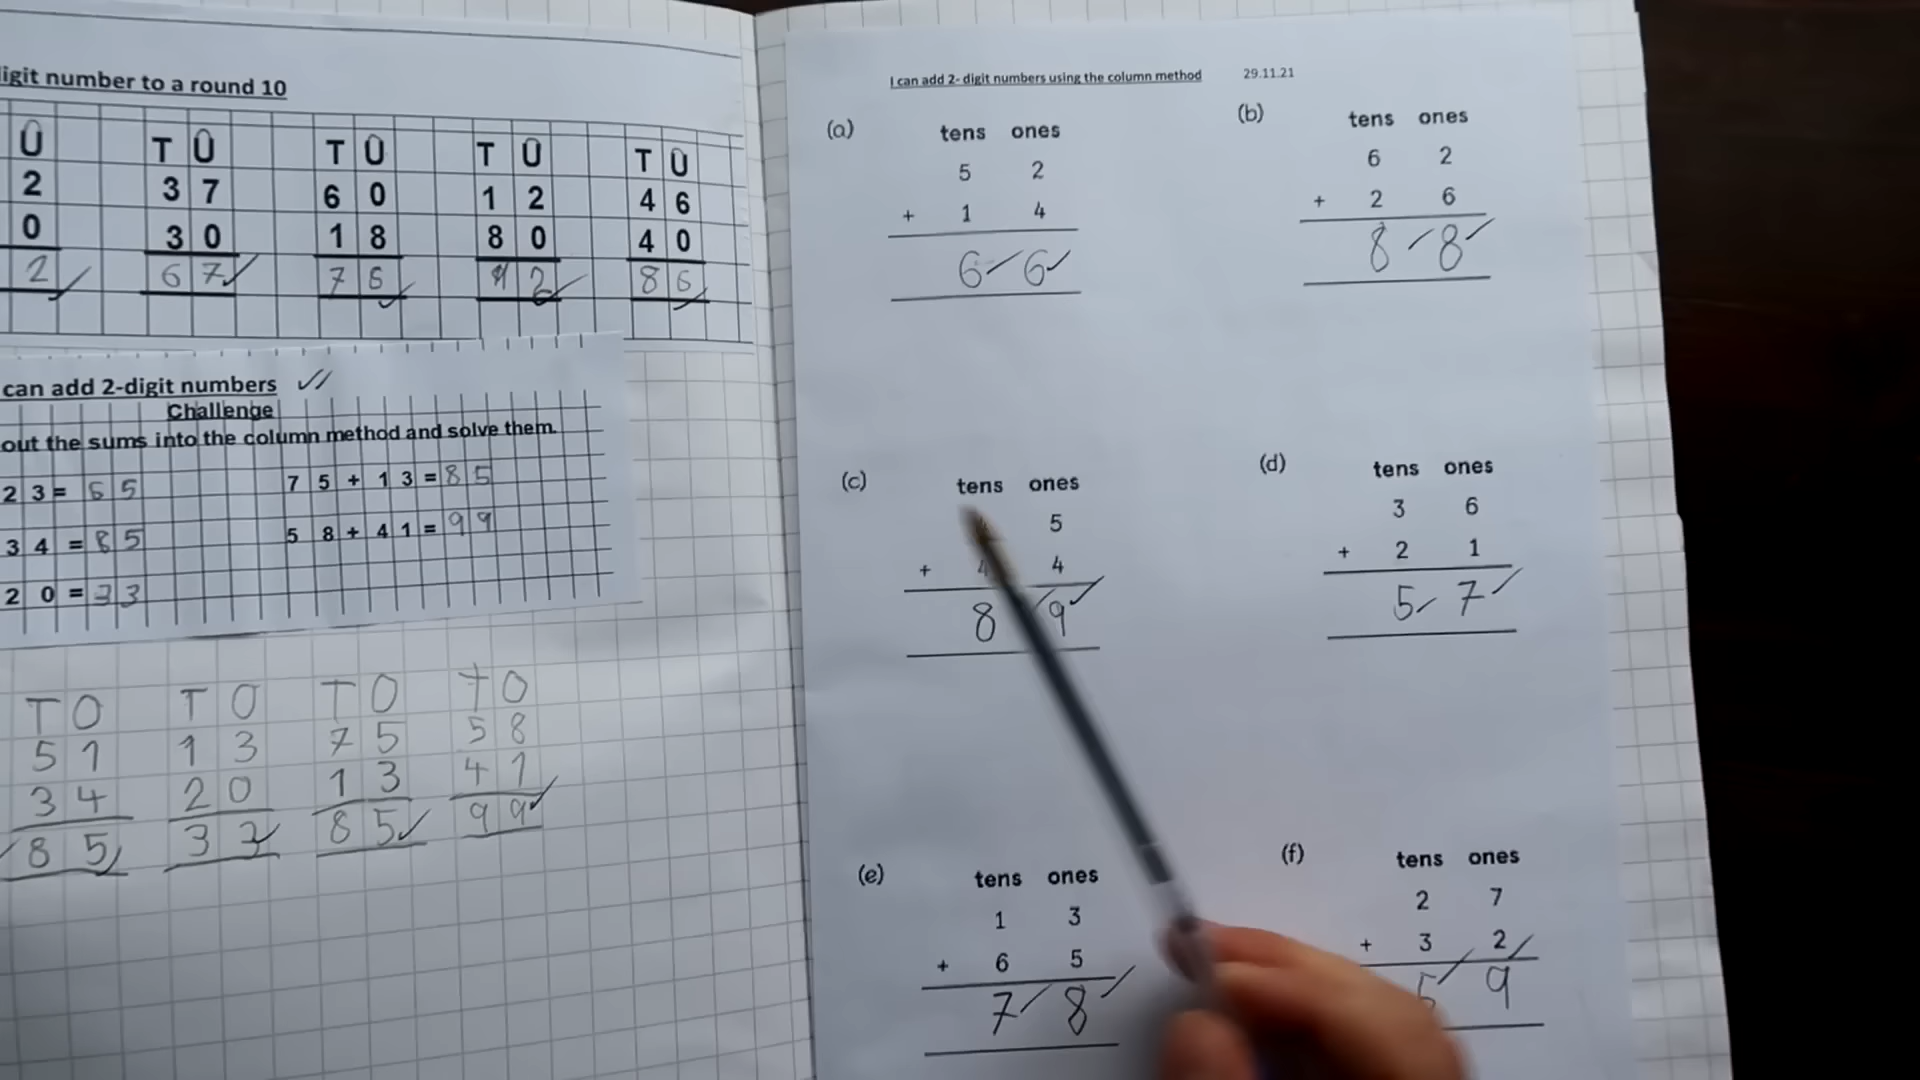 igit number to a round 10
U T O T O T O T O
2 3 7 6 0 1 2 4 6
0 3 0 1 8 8 0 4 0
2 6 7 7 8 2 8 6
can add 2-digit numbers
Challenge
out the sums into the column method and solve them.
2 3 = 6 5 7 5 + 1 3 = 8 5
3 4 = 8 5 5 8 + 4 1 = 9 9
2 0 = 3 3
T O T O T O T O
5 1 1 3 7 5 5 8
3 4 2 0 1 3 4 1
8 5 3 3 8 5 9 9
I can add 2- digit numbers using the column method 29.11.21
(a)
tens ones
5 2
+ 1 4
6 6
(b)
tens ones
6 2
+ 2 6
8 8
(c)
tens ones
5
+ 4 4
8 9
(d)
tens ones
3 6
+ 2 1
5 7
(e)
tens ones
1 3
+ 6 5
7 8
(f)
tens ones
2 7
+ 3 2
5 9